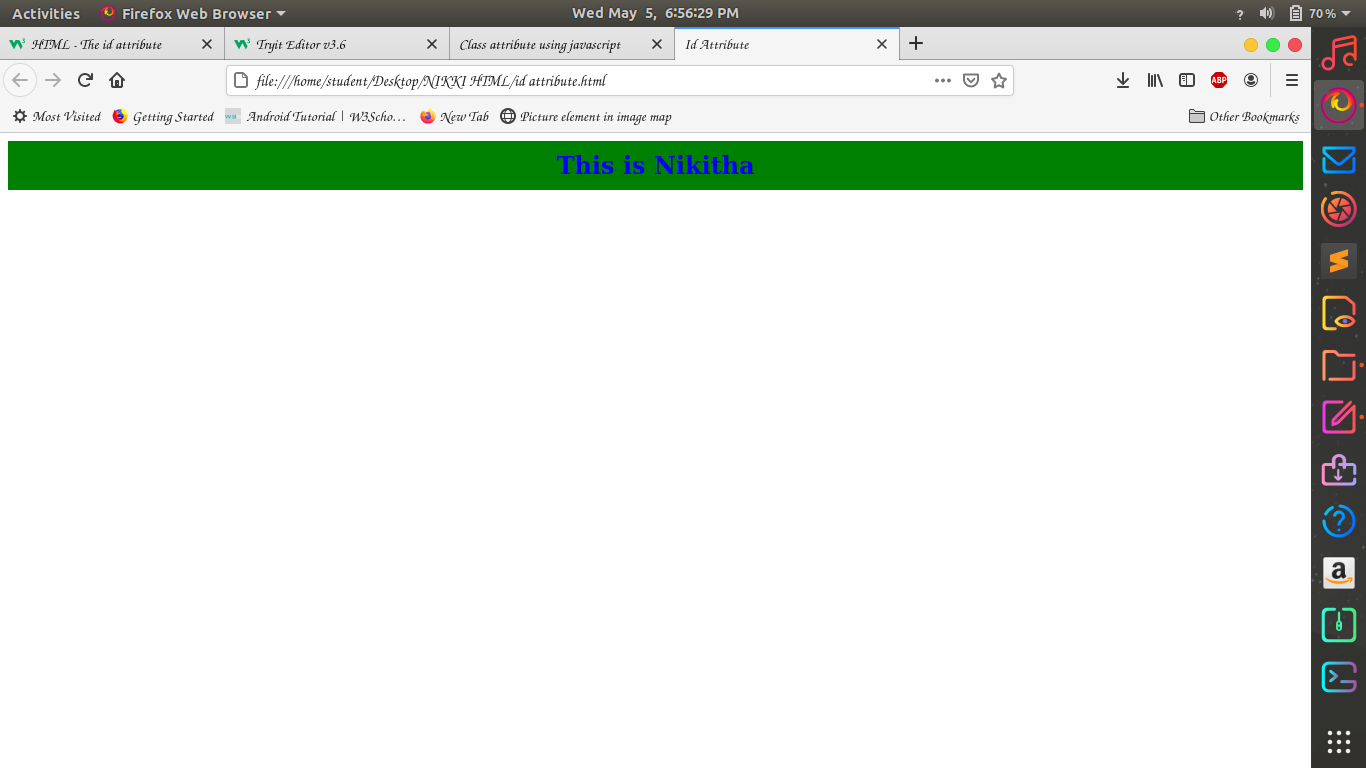 Activities Firefox Web Browser Wed May 5, 6:56:29 PM ? 70 %
HTML - The id attribute Tryit Editor v3.6 Class attribute using javascript Id Attribute
file:///home/student/Desktop/NIKKI HTML/id attribute.html ABP
Most Visited Getting Started Android Tutorial | W3Scho… New Tab Picture element in image map Other Bookmarks
This is Nikitha